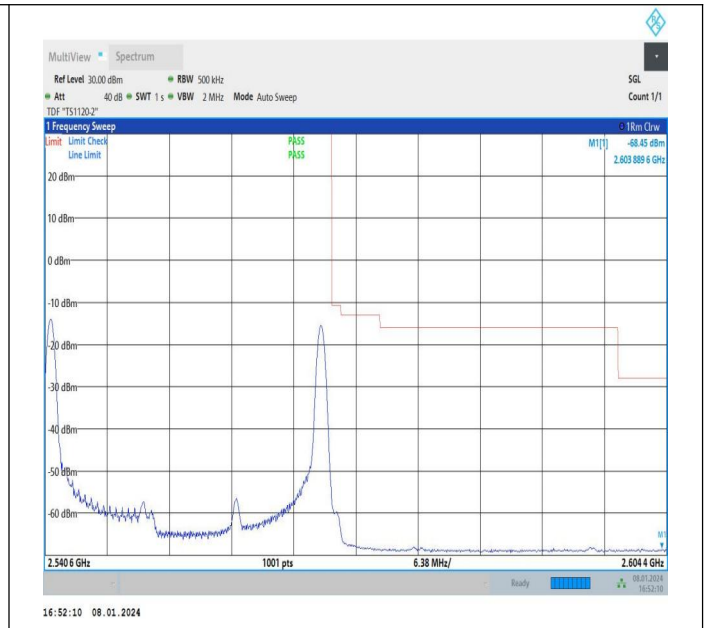 R S
MultiView Spectrum
Ref Level 30.00 dBm RBW 500 kHz SGL
Att 40 dB SWT 1 s VBW 2 MHz Mode Auto Sweep Count 1/1
TDF "TS1120-2"
1 Frequency Sweep 1Rm Clrw
Limit Limit Check PASS M1[1] -68.45 dBm
Line Limit PASS 2.603 889 6 GHz
20 dBm
10 dBm
0 dBm
-10 dBm
-20 dBm
-30 dBm
-40 dBm
-50 dBm
-60 dBm
M1
2.540 6 GHz 1001 pts 6.38 MHz/ 2.604 4 GHz
Ready 08.01.2024
16:52:10
16:52:10 08.01.2024